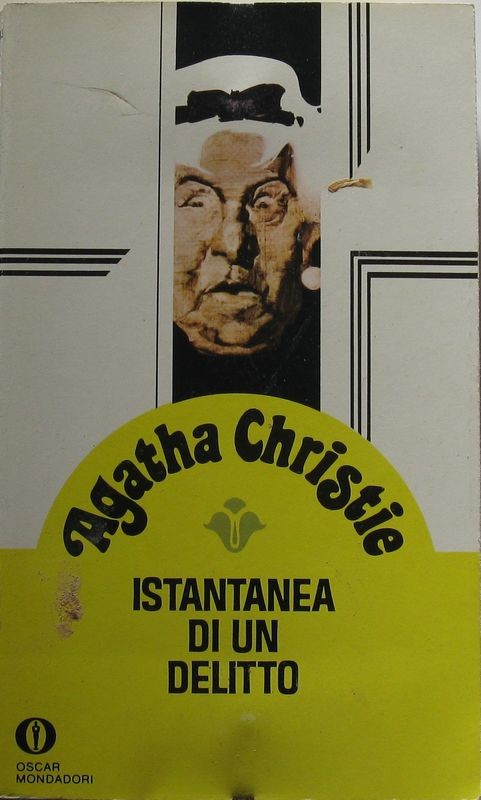 Agatha Christie
ISTANTANEA
DI UN
DELITTO
OSCAR
MONDADORI